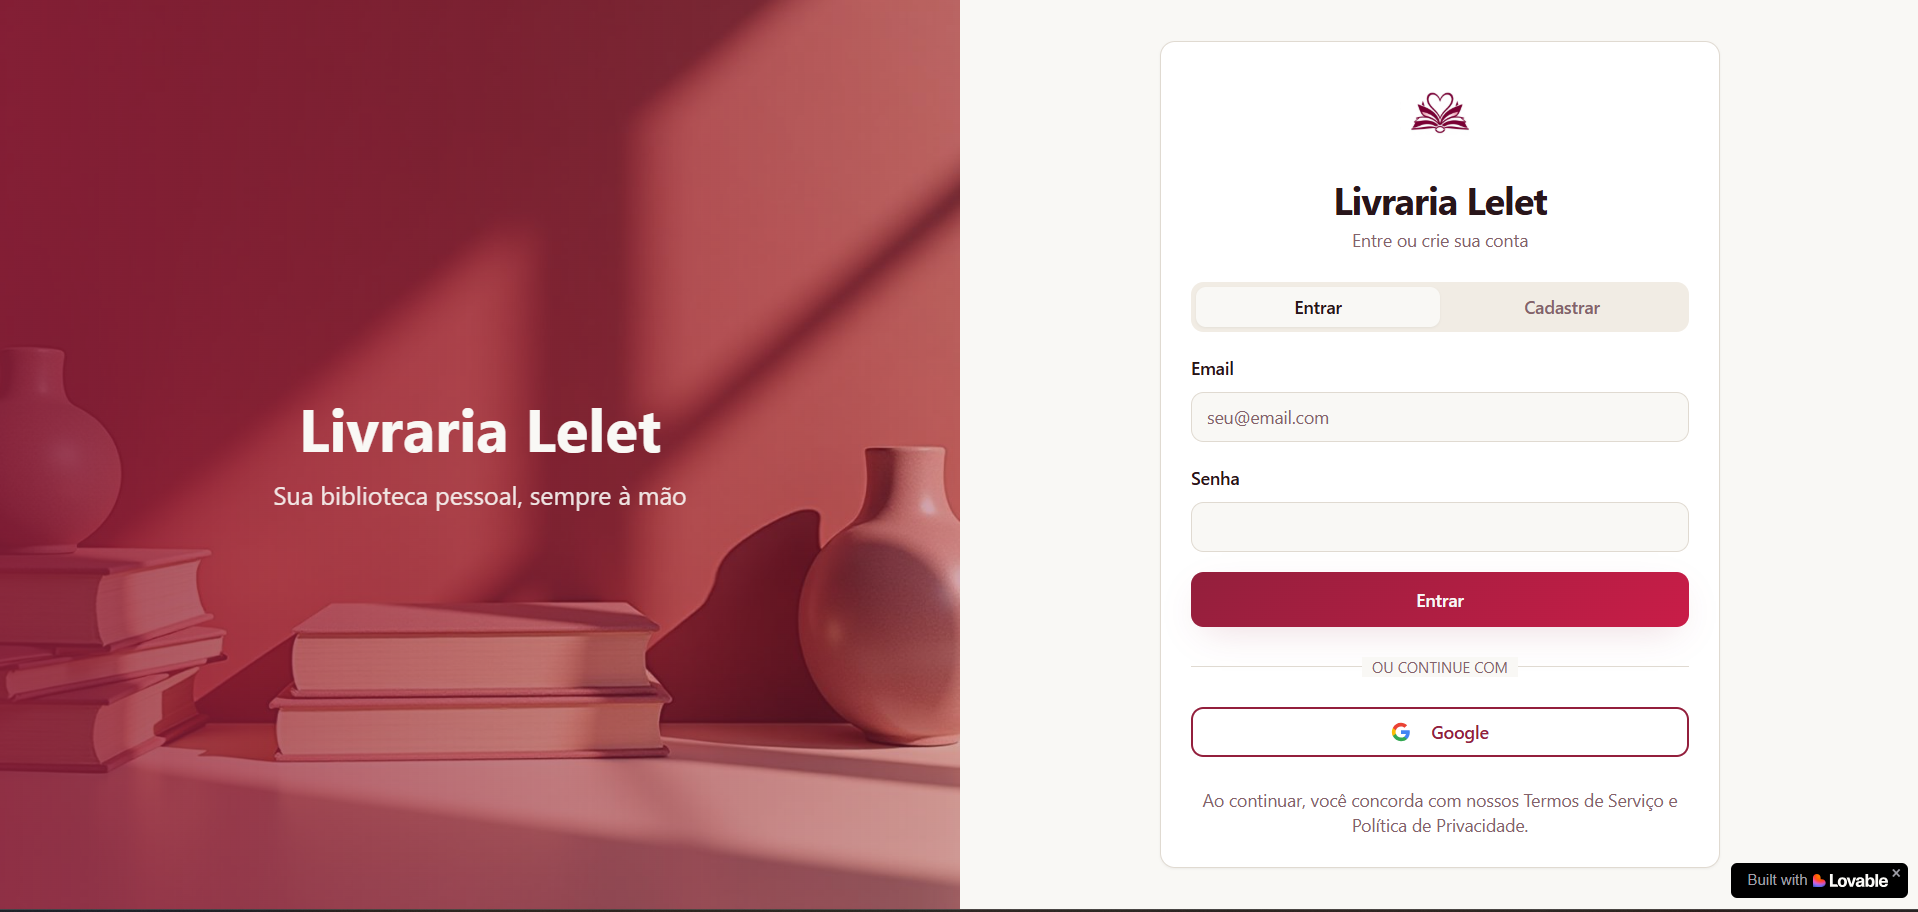 Livraria Lelet
Sua biblioteca pessoal, sempre à mão
Livraria Lelet
Entre ou crie sua conta
Entrar
Cadastrar
Email
seu@email.com
Senha
Entrar
OU CONTINUE COM
Google
Ao continuar, você concorda com nossos Termos de Serviço e
Política de Privacidade.
Built with Lovable ×